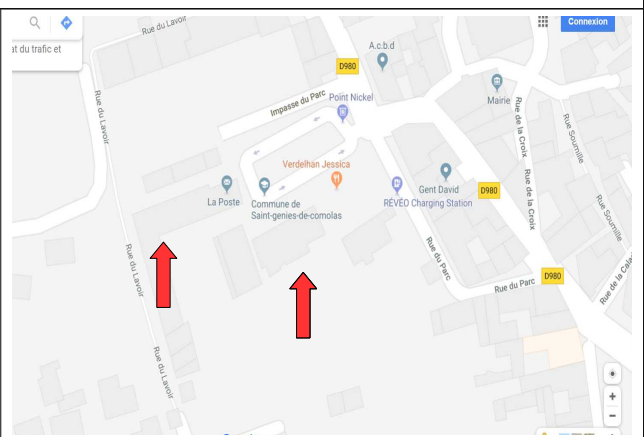 Connexion
at du trafic et
Rue du Lavoir
A.c.b.d
D980
Impasse du Parc
Point Nickel
Mairie
Rue du Lavoir
Rue de la Croix
Rue Soumille
Verdelhan Jessica
La Poste
Commune de
Saint-genies-de-comolas
Gent David
RÉVÉO Charging Station
D980
Rue de la Croix
Rue Soumille
Rue du Lavoir
Rue du Parc
Rue du Parc
D980
Rue de la Cala
Rue du Lavoir
+
−